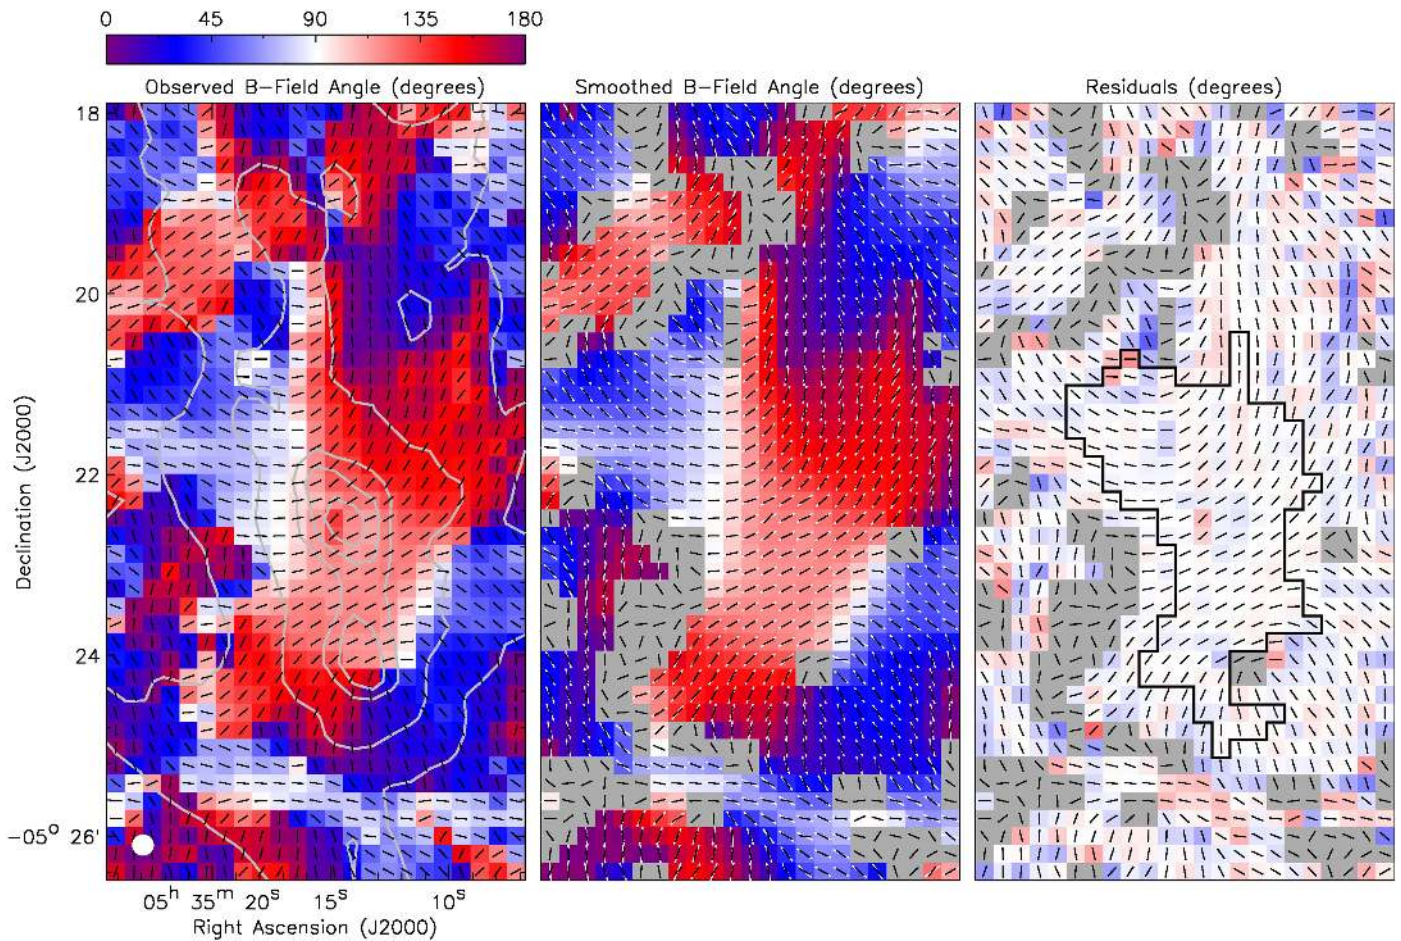 0 45 90 135 180
Observed B-Field Angle (degrees)
Smoothed B-Field Angle (degrees)
Residuals (degrees)
18
20
22
24
-05° 26'
Declination (J2000)
05ʰ 35ᵐ 20ˢ 15ˢ 10ˢ
Right Ascension (J2000)